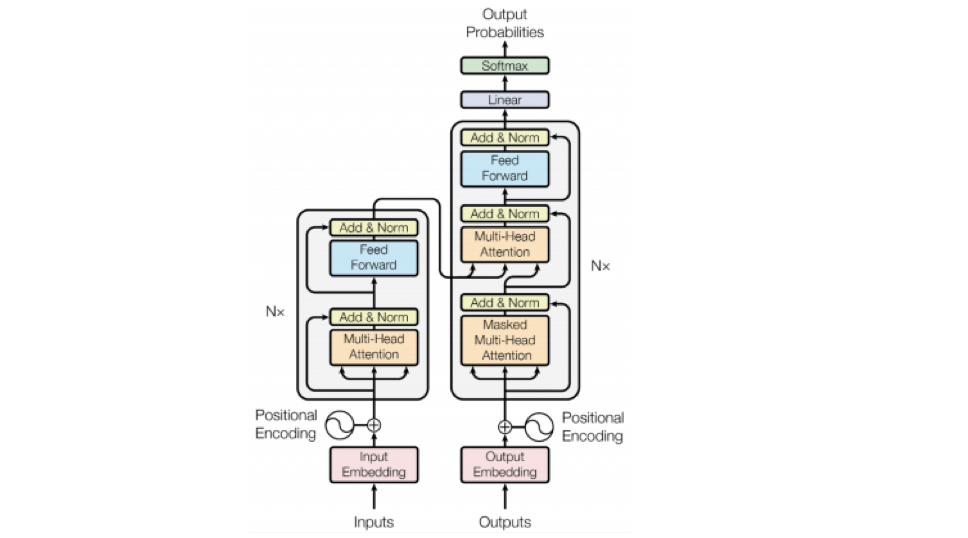 Output
Probabilities
Softmax
Linear
Add & Norm
Feed
Forward
Add & Norm
Multi-Head
Attention
Nx
Add & Norm
Masked
Multi-Head
Attention
Add & Norm
Feed
Forward
Nx
Add & Norm
Multi-Head
Attention
Positional
Encoding
Positional
Encoding
Input
Embedding
Output
Embedding
Inputs
Outputs